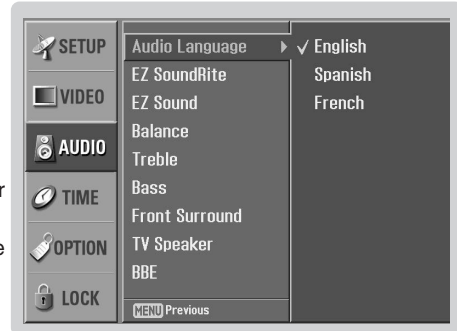 SETUP
VIDEO
AUDIO
TIME
OPTION
LOCK
Audio Language
EZ SoundRite
EZ Sound
Balance
Treble
Bass
Front Surround
TV Speaker
BBE
MENU Previous
✓ English
Spanish
French
r
e